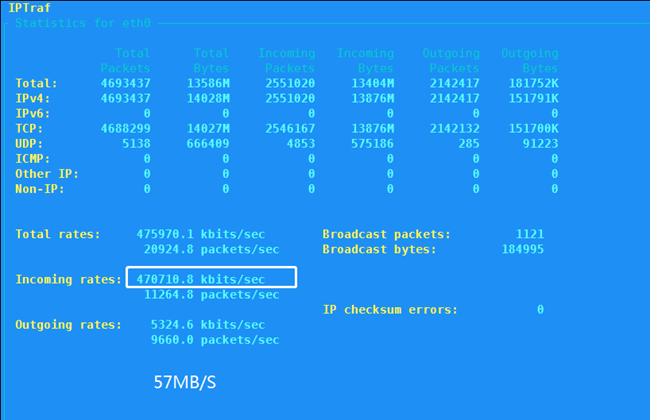 IPTraf
Statistics for eth0
Total Total Incoming Incoming Outgoing Outgoing
Packets Bytes Packets Bytes Packets Bytes
Total: 4693437 13586M 2551020 13404M 2142417 181752K
IPv4: 4693437 14028M 2551020 13876M 2142417 151791K
IPv6: 0 0 0 0 0 0
TCP: 4688299 14027M 2546167 13876M 2142132 151700K
UDP: 5138 666409 4853 575186 285 91223
ICMP: 0 0 0 0 0 0
Other IP: 0 0 0 0 0 0
Non-IP: 0 0 0 0 0 0
Total rates: 475970.1 kbits/sec Broadcast packets: 1121
20924.8 packets/sec Broadcast bytes: 184995
Incoming rates: 470710.8 kbits/sec
11264.8 packets/sec
IP checksum errors: 0
Outgoing rates: 5324.6 kbits/sec
9660.0 packets/sec
57MB/S